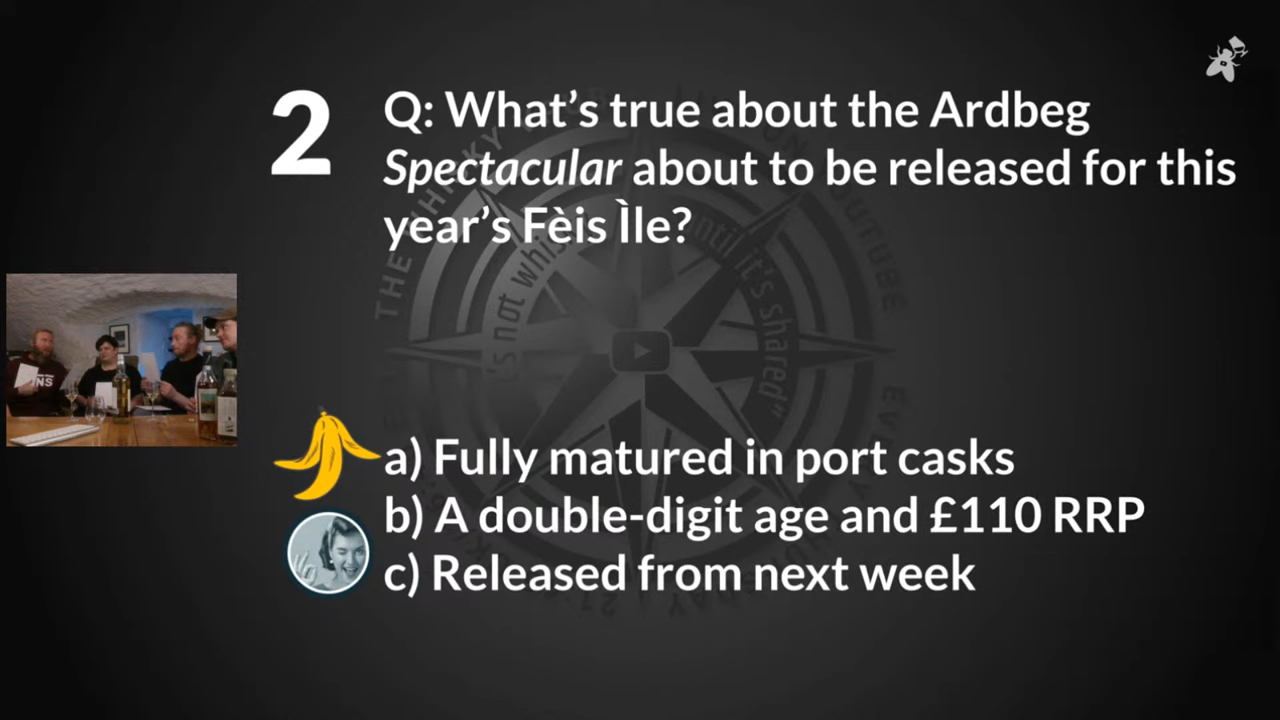 2
Q: What's true about the Ardbeg
Spectacular about to be released for this
year's Fèis Ìle?
a) Fully matured in port casks
b) A double-digit age and £110 RRP
c) Released from next week